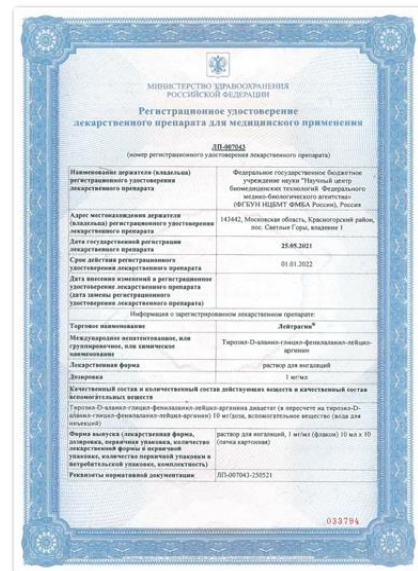 МИНИСТЕРСТВО ЗДРАВООХРАНЕНИЯ
РОССИЙСКОЙ ФЕДЕРАЦИИ
Регистрационное удостоверение
лекарственного препарата для медицинского применения
ЛП-007043
(номер регистрационного удостоверения лекарственного препарата)
Наименование держателя (владельца)
регистрационного удостоверения
лекарственного препарата
Федеральное государственное бюджетное
учреждение науки "Научный центр
биомедицинских технологий Федерального
медико-биологического агентства"
(ФГБУН НЦБМТ ФМБА России), Россия
Адрес местонахождения держателя
(владельца) регистрационного удостоверения
лекарственного препарата
143442, Московская область, Красногорский район,
пос. Светлые Горы, владение 1
Дата государственной регистрации
лекарственного препарата
25.05.2021
Срок действия регистрационного
удостоверения лекарственного препарата
01.01.2022
Дата внесения изменений в регистрационное
удостоверение лекарственного препарата
(дата замены регистрационного
удостоверения лекарственного препарата)
Информация о зарегистрированном лекарственном препарате:
Торговое наименование
Лейтрагин®
Международное непатентованное, или
группировочное, или химическое
наименование
Тирозил-D-аланил-глицил-фенилаланил-лейцил-
аргинин
Лекарственная форма
раствор для ингаляций
Дозировка
1 мг/мл
Качественный состав и количественный состав действующих веществ и качественный состав
вспомогательных веществ
Тирозил-D-аланил-глицил-фенилаланил-лейцил-аргинина диацетат (в пересчете на тирозил-D-
аланил-глицил-фенилаланил-лейцил-аргинин) 10 мг/доза, вспомогательное вещество (вода для
инъекций)
Форма выпуска (лекарственная форма,
дозировка, первичная упаковка, количество
лекарственной формы в первичной
упаковке, количество первичной упаковки в
потребительской упаковке, комплектность)
раствор для ингаляций, 1 мг/мл (флакон) 10 мл x 10
(пачка картонная)
Реквизиты нормативной документации
ЛП-007043-250521
033794